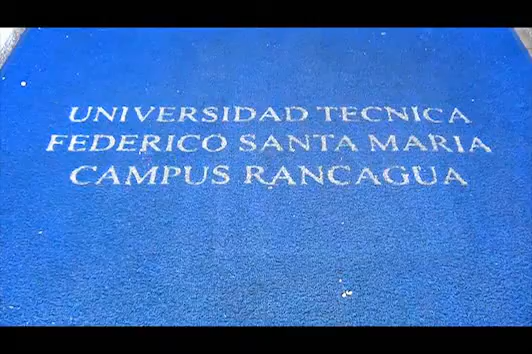 UNIVERSIDAD TECNICA
FEDERICO SANTA MARIA
CAMPUS RANCAGUA